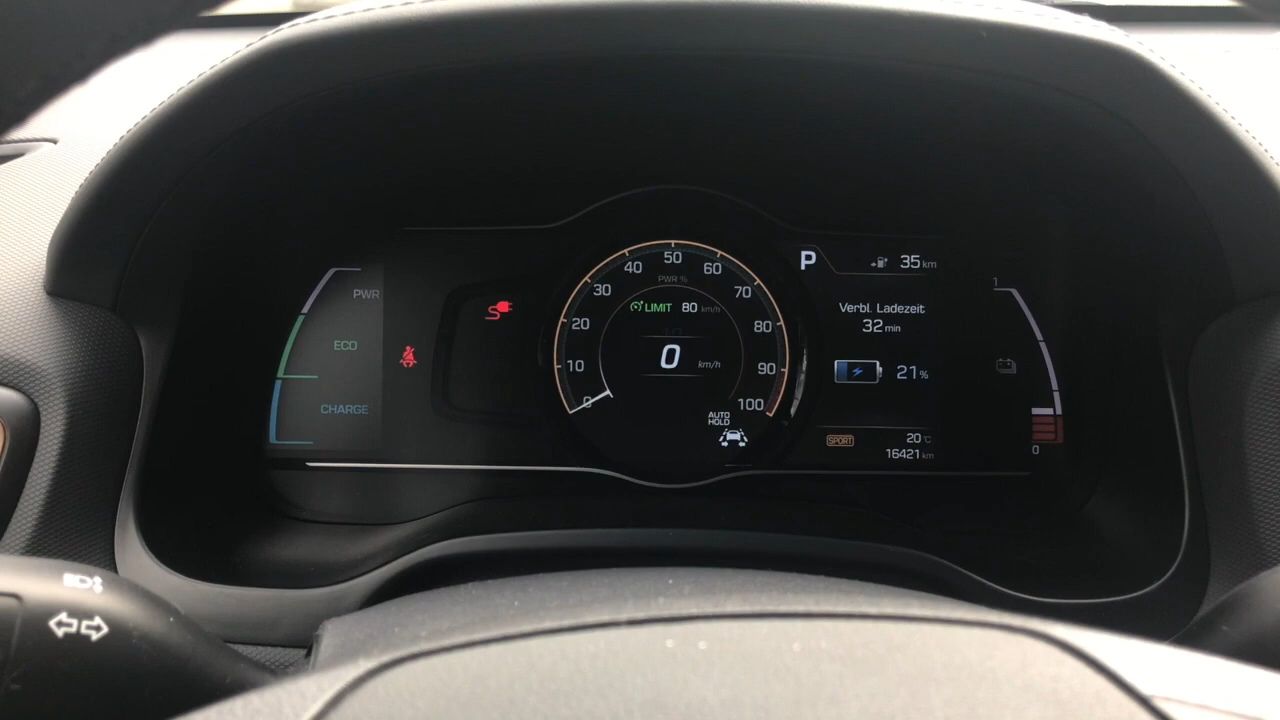 PWR
ECO
CHARGE
0
10
20
30
40
50
60
70
80
90
100
PWR %
LIMIT 80 km/h
0 km/h
AUTO
HOLD
P
35 km
Verbl. Ladezeit
32 min
21 %
SPORT
20 °C
16421 km
1
0